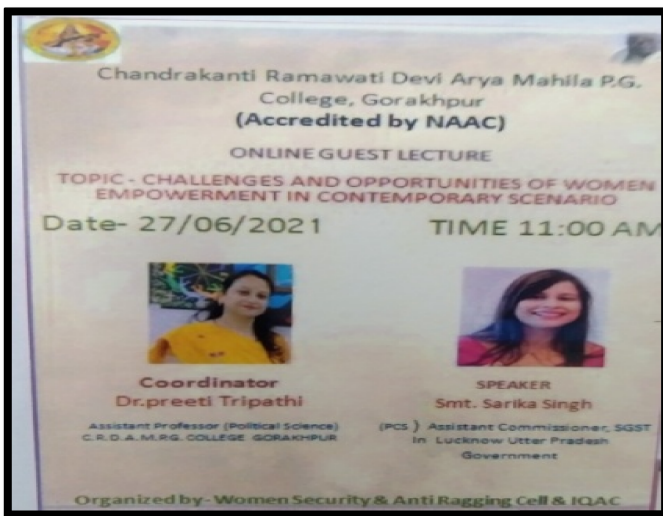 Chandrakanti Ramawati Devi Arya Mahila P.G.
College, Gorakhpur
(Accredited by NAAC)
ONLINE GUEST LECTURE
TOPIC - CHALLENGES AND OPPORTUNITIES OF WOMEN
EMPOWERMENT IN CONTEMPORARY SCENARIO
Date- 27/06/2021
TIME 11:00 AM
Coordinator
Dr.preeti Tripathi
Assistant Professor (Political Science)
C.R.D.A.M.P.G. COLLEGE GORAKHPUR
SPEAKER
Smt. Sarika Singh
(PCS ) Assistant Commissioner, SGST
In Lucknow Utter Pradesh
Government
Organized by- Women Security & Anti Ragging Cell & IQAC